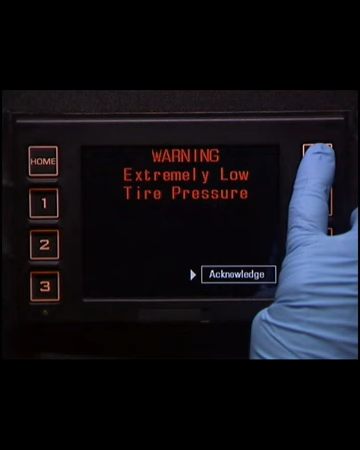 WARNING
Extremely Low
Tire Pressure
Acknowledge
HOME
1
2
3